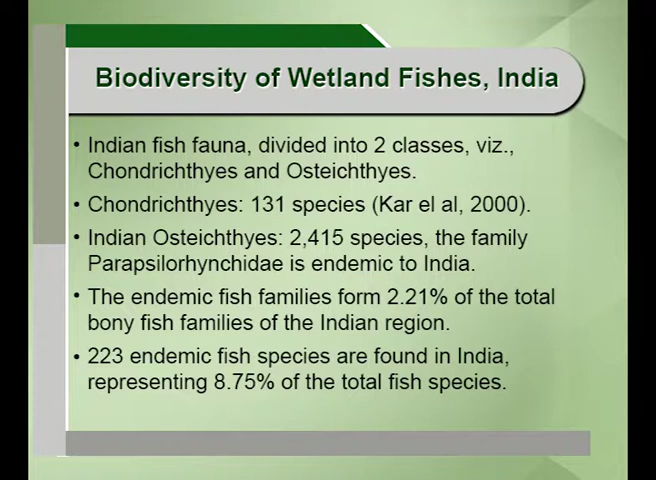 Biodiversity of Wetland Fishes, India
• Indian fish fauna, divided into 2 classes, viz.,
Chondrichthyes and Osteichthyes.
• Chondrichthyes: 131 species (Kar el al, 2000).
• Indian Osteichthyes: 2,415 species, the family
Parapsilorhynchidae is endemic to India.
• The endemic fish families form 2.21% of the total
bony fish families of the Indian region.
• 223 endemic fish species are found in India,
representing 8.75% of the total fish species.